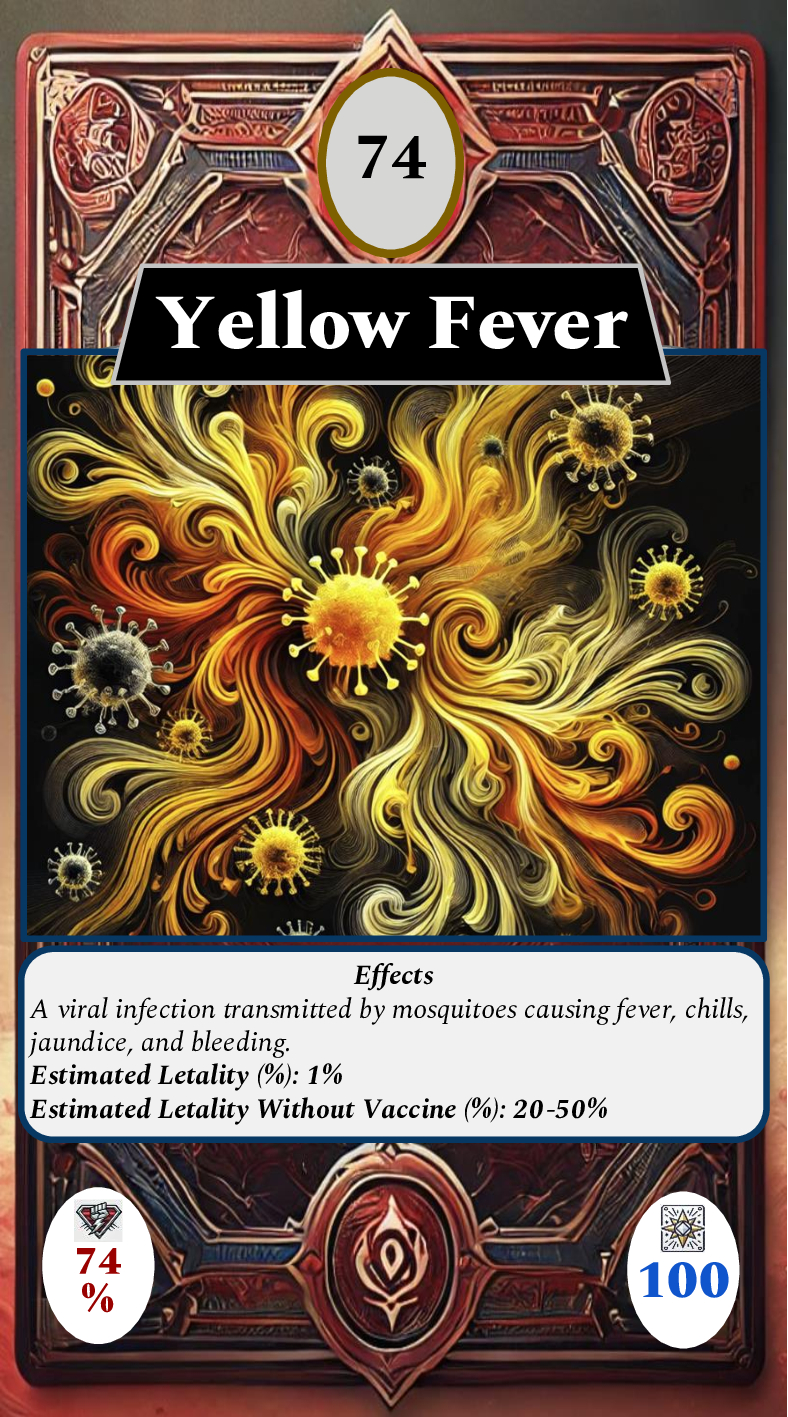 74
Yellow Fever
Effects
A viral infection transmitted by mosquitoes causing fever, chills,
jaundice, and bleeding.
Estimated Letality (%): 1%
Estimated Letality Without Vaccine (%): 20-50%
74
%
100